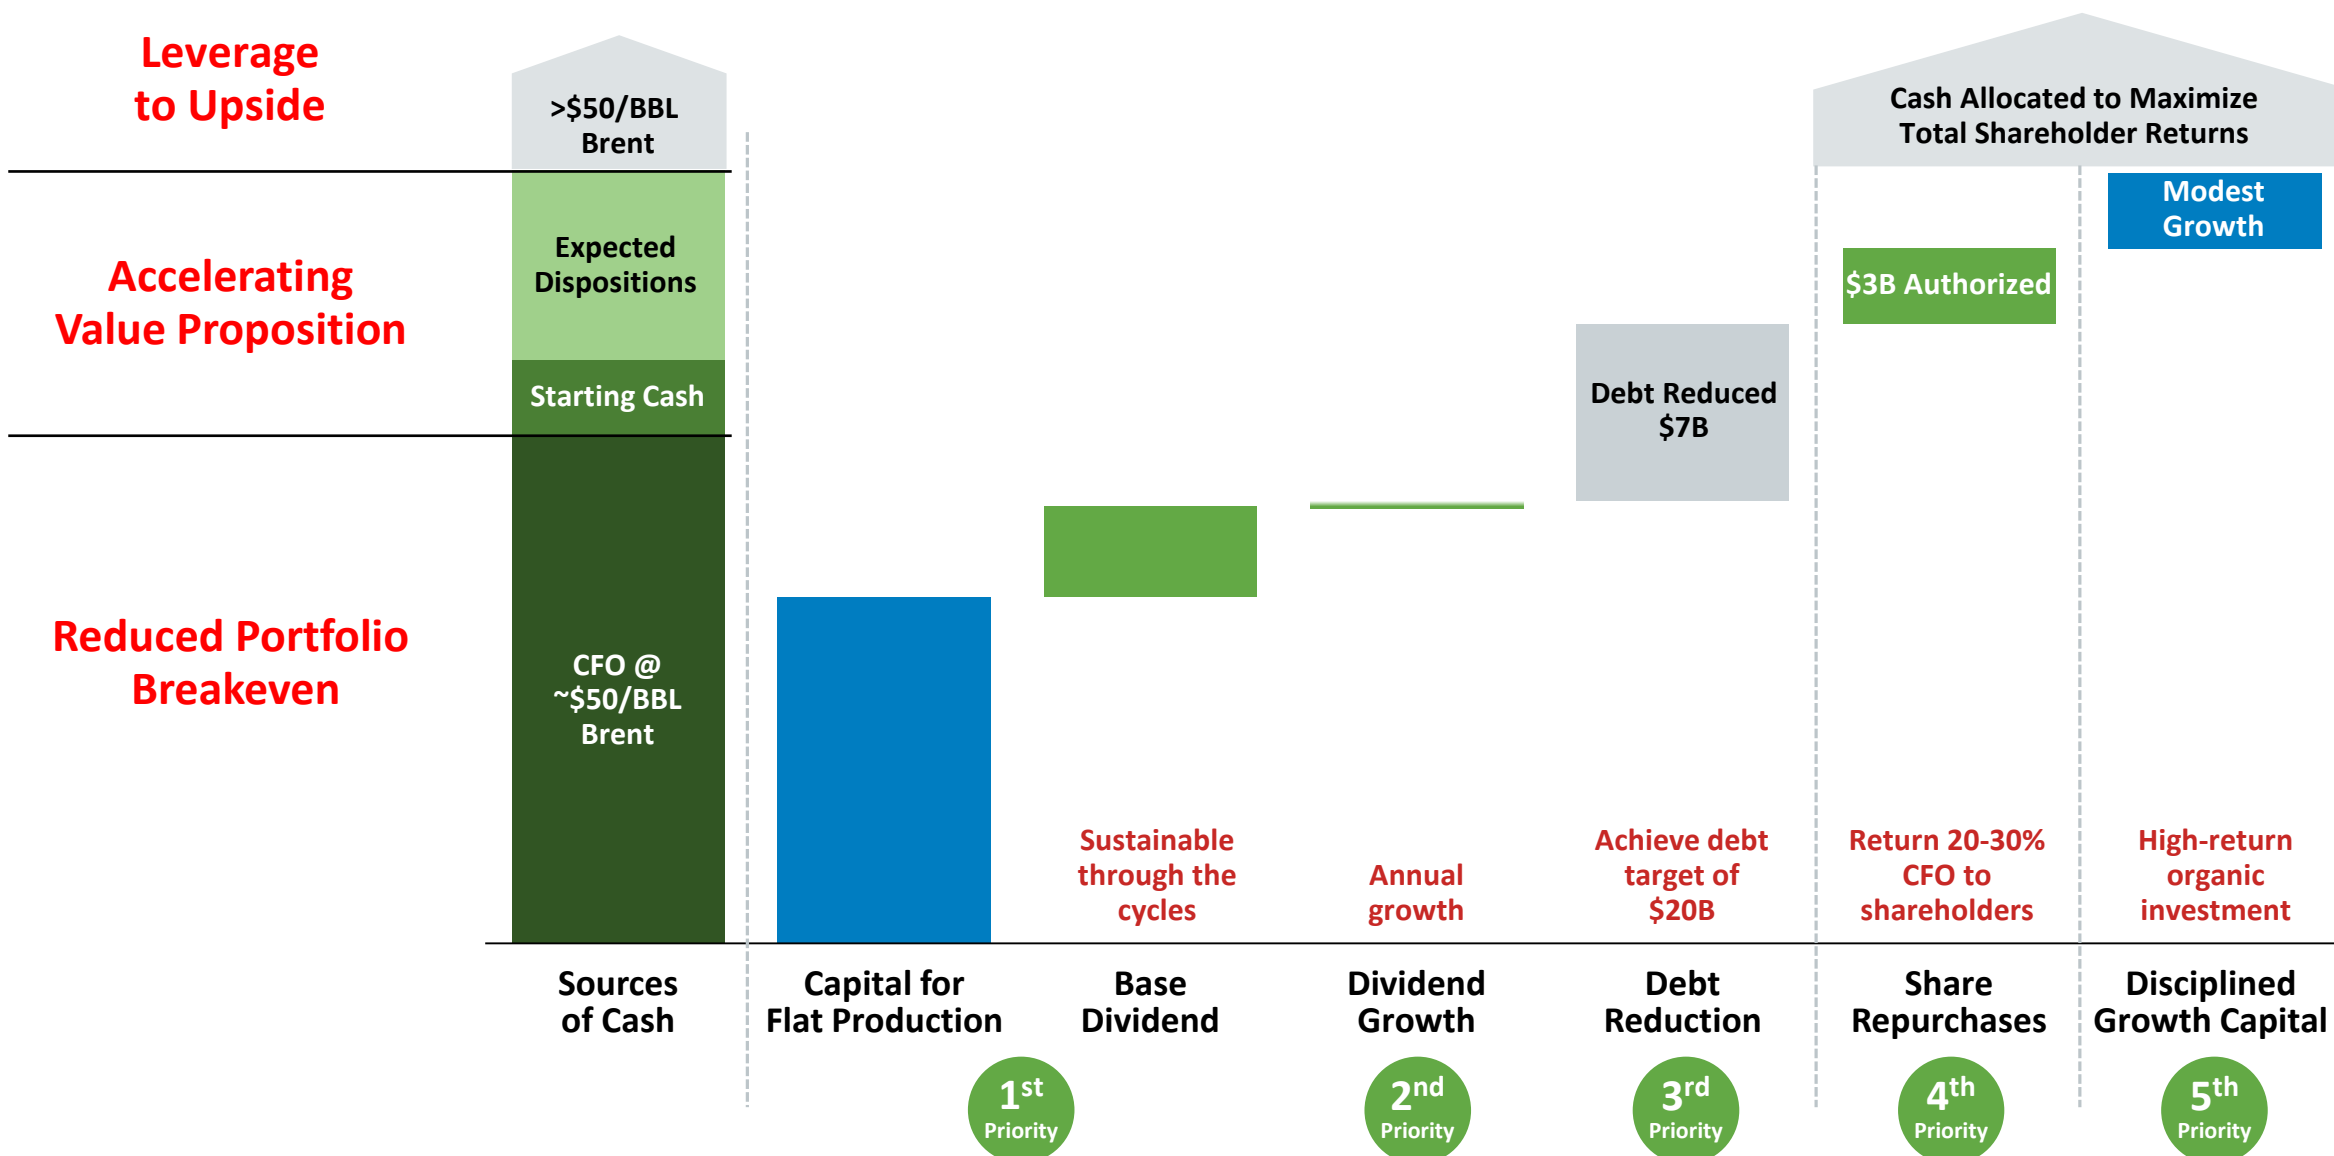 Leverage
to Upside
Accelerating
Value Proposition
Reduced Portfolio
Breakeven
>$50/BBL
Brent
Expected
Dispositions
Starting Cash
CFO @
~$50/BBL
Brent
Cash Allocated to Maximize
Total Shareholder Returns
Modest
Growth
$3B Authorized
Debt Reduced
$7B
Sustainable
through the
cycles
Annual
growth
Achieve debt
target of
$20B
Return 20-30%
CFO to
shareholders
High-return
organic
investment
Sources
of Cash
Capital for
Flat Production
Base
Dividend
Dividend
Growth
Debt
Reduction
Share
Repurchases
Disciplined
Growth Capital
1st
Priority
2nd
Priority
3rd
Priority
4th
Priority
5th
Priority